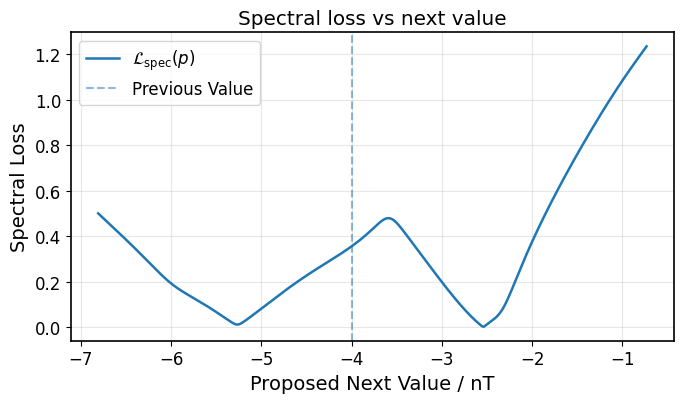 Spectral loss vs next value
ℒspec(p)
Previous Value
Spectral Loss
1.2
1.0
0.8
0.6
0.4
0.2
0.0
−7 −6 −5 −4 −3 −2 −1
Proposed Next Value / nT